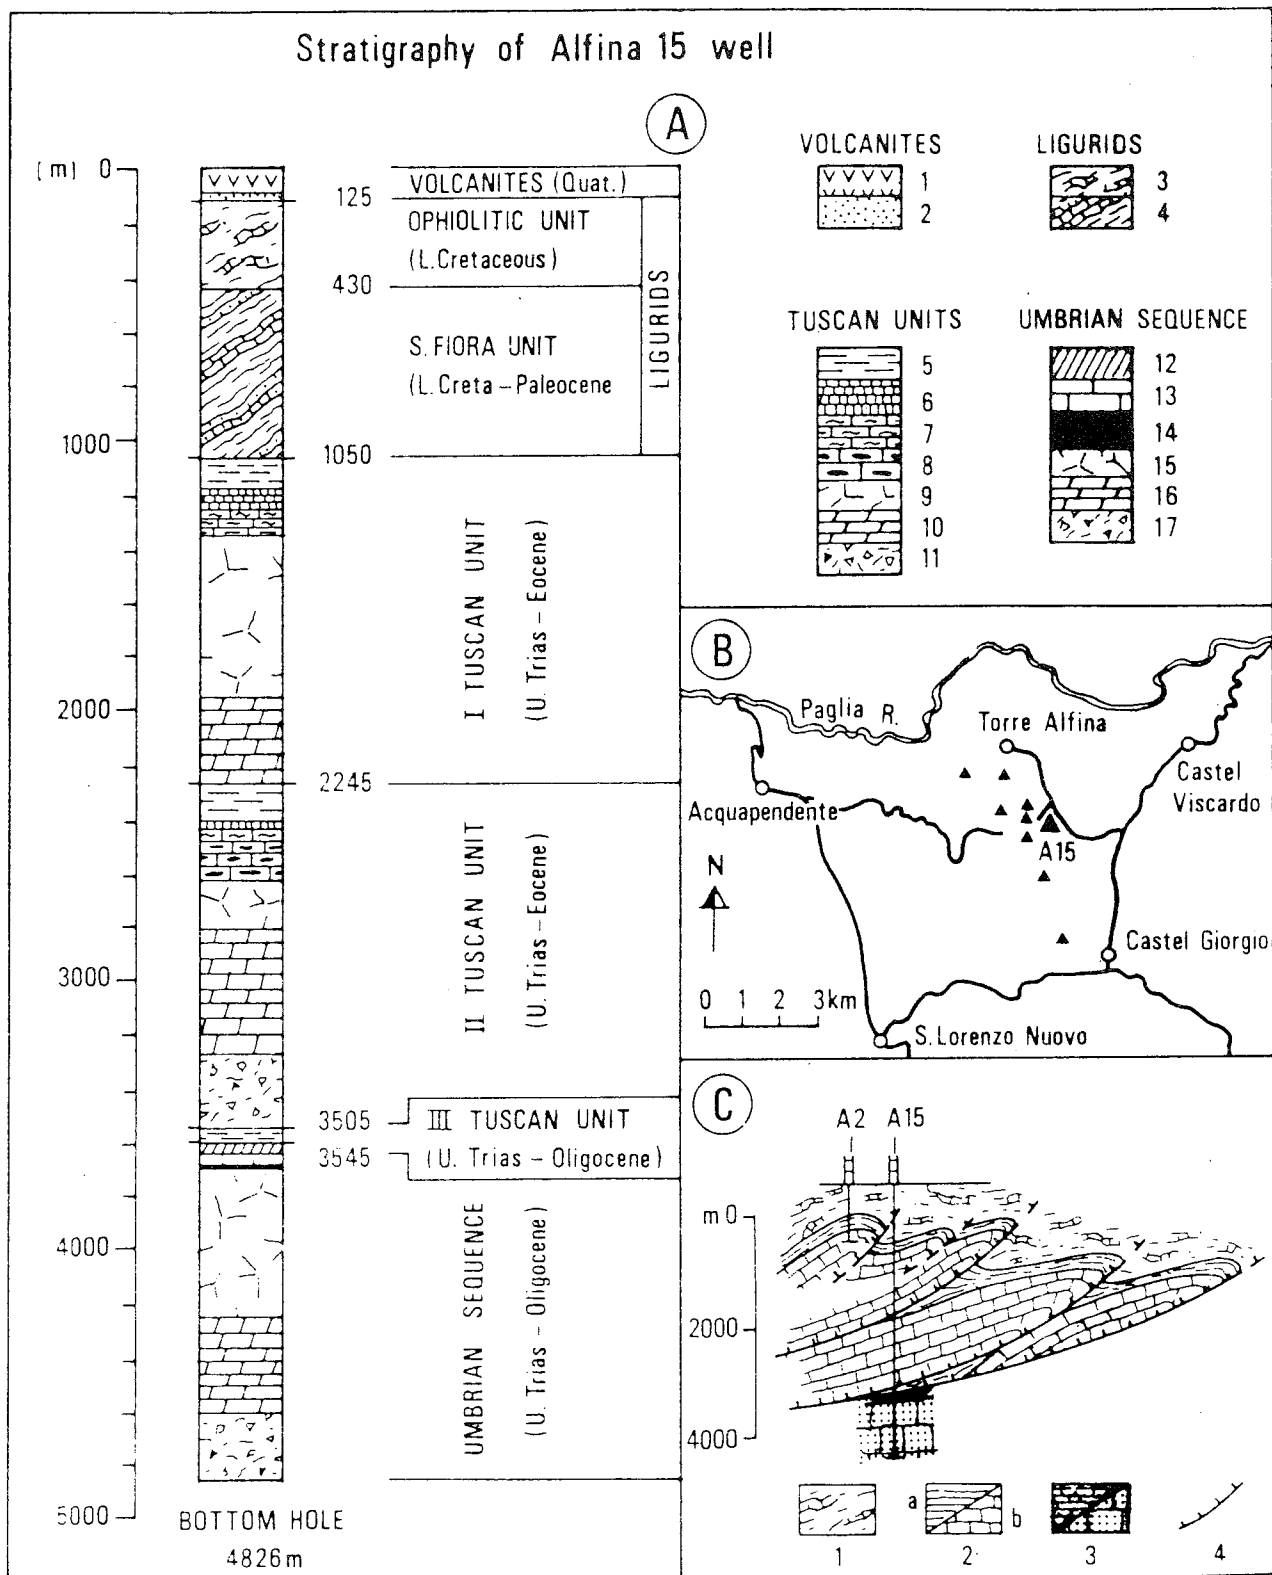 Stratigraphy of Alfina 15 well
A
(m) 0
1000
2000
3000
4000
5000
125
430
1050
2245
3505
3545
BOTTOM HOLE
4826m
VOLCANITES (Quat.)
OPHIOLITIC UNIT
(L.Cretaceous)
S. FIORA UNIT
(L.Creta - Paleocene
LIGURIDS
I TUSCAN UNIT
(U. Trias - Eocene)
II TUSCAN UNIT
(U. Trias - Eocene)
III TUSCAN UNIT
(U. Trias - Oligocene)
UMBRIAN SEQUENCE
(U. Trias - Oligocene)
VOLCANITES
1
2
LIGURIDS
3
4
TUSCAN UNITS
5
6
7
8
9
10
11
UMBRIAN SEQUENCE
12
13
14
15
16
17
B
Paglia R.
Torre Alfina
Castel
Viscardo
Acquapendente
A15
N
Castel Giorgio
0 1 2 3km
S. Lorenzo Nuovo
C
A2 A15
m 0
2000
4000
a b
1 2 3 4